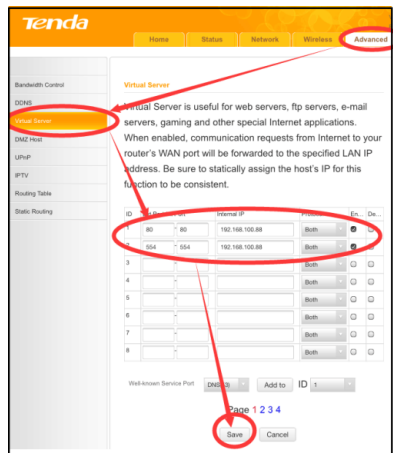 Tenda
Home Status Network Wireless Advanced
Bandwidth Control
DDNS
Virtual Server
DMZ Host
UPnP
IPTV
Routing Table
Static Routing
Virtual Server
Virtual Server is useful for web servers, ftp servers, e-mail
servers, gaming and other special Internet applications.
When enabled, communication requests from Internet to your
router's WAN port will be forwarded to the specified LAN IP
address. Be sure to statically assign the host's IP for this
function to be consistent.
ID Internal IP En... De...
1 80 - 80 192.168.100.88 Both
2 554 - 554 192.168.100.88 Both
3 - Both
4 - Both
5 - Both
6 - Both
7 - Both
8 - Both
Well-known Service Port Add to ID 1
Page 1 2 3 4
Save Cancel